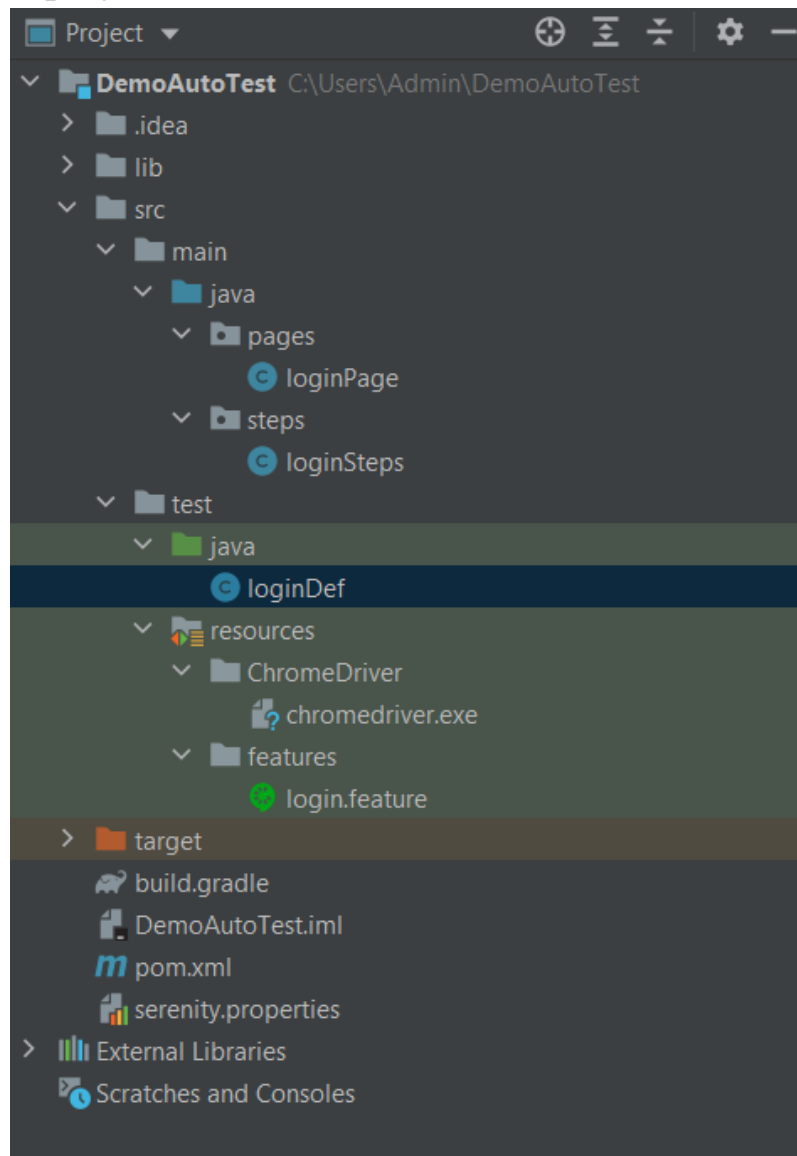 Project
DemoAutoTest C:\Users\Admin\DemoAutoTest
.idea
lib
src
main
java
pages
loginPage
steps
loginSteps
test
java
loginDef
resources
ChromeDriver
chromedriver.exe
features
login.feature
target
build.gradle
DemoAutoTest.iml
pom.xml
serenity.properties
External Libraries
Scratches and Consoles